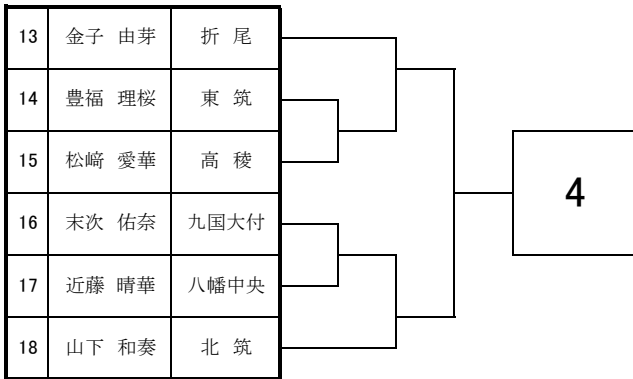 13 金子 由芽 折 尾
14 豊福 理桜 東 筑
15 松﨑 愛華 高 稜
16 末次 佑奈 九国大付
17 近藤 晴華 八幡中央
18 山下 和奏 北 筑
4